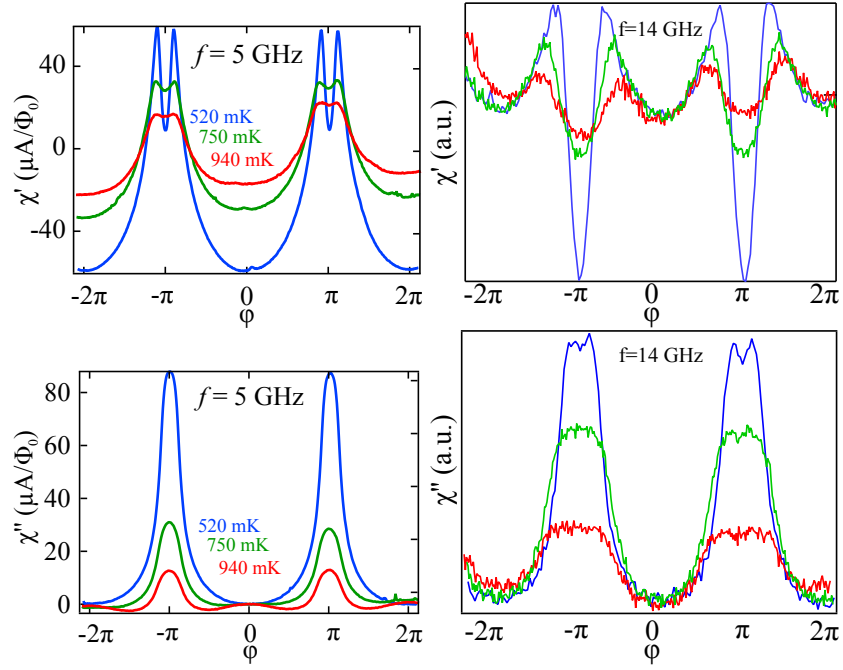 40
0
-40
χ' (μA/Φ₀)
f = 5 GHz
520 mK
750 mK
940 mK
-2π
-π
0
π
2π
φ
χ' (a.u.)
f=14 GHz
-2π
-π
0
π
2π
φ
80
60
40
20
0
χ'' (μA/Φ₀)
f = 5 GHz
520 mK
750 mK
940 mK
-2π
-π
0
π
2π
φ
χ'' (a.u.)
f=14 GHz
-2π
-π
0
π
2π
φ